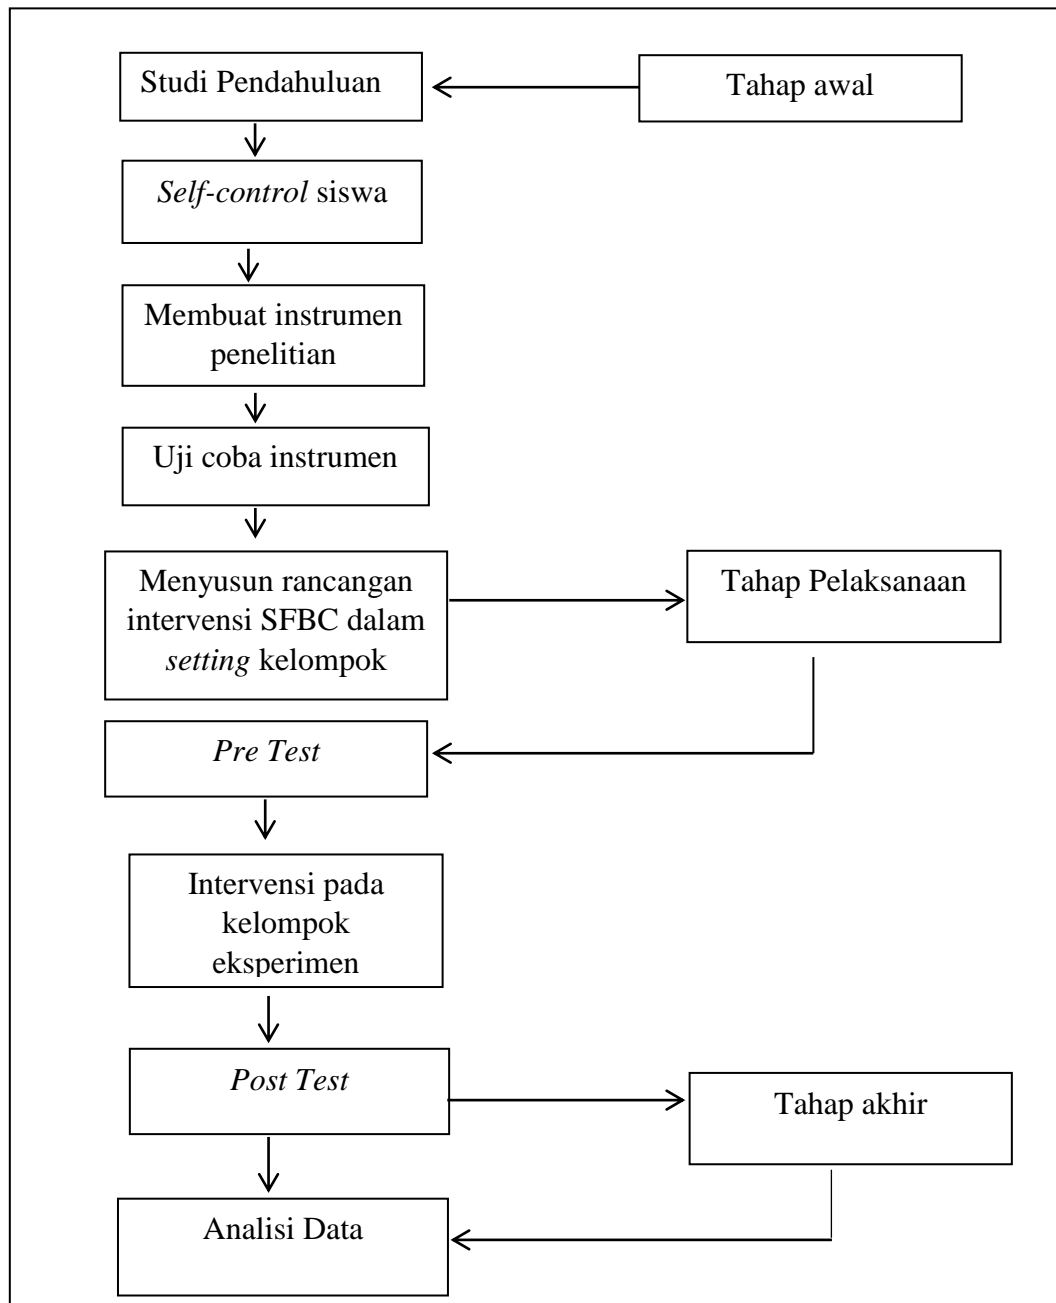 Studi Pendahuluan
Tahap awal
Self-control siswa
Membuat instrumen
penelitian
Uji coba instrumen
Menyusun rancangan
intervensi SFBC dalam
setting kelompok
Tahap Pelaksanaan
Pre Test
Intervensi pada
kelompok
eksperimen
Post Test
Tahap akhir
Analisi Data